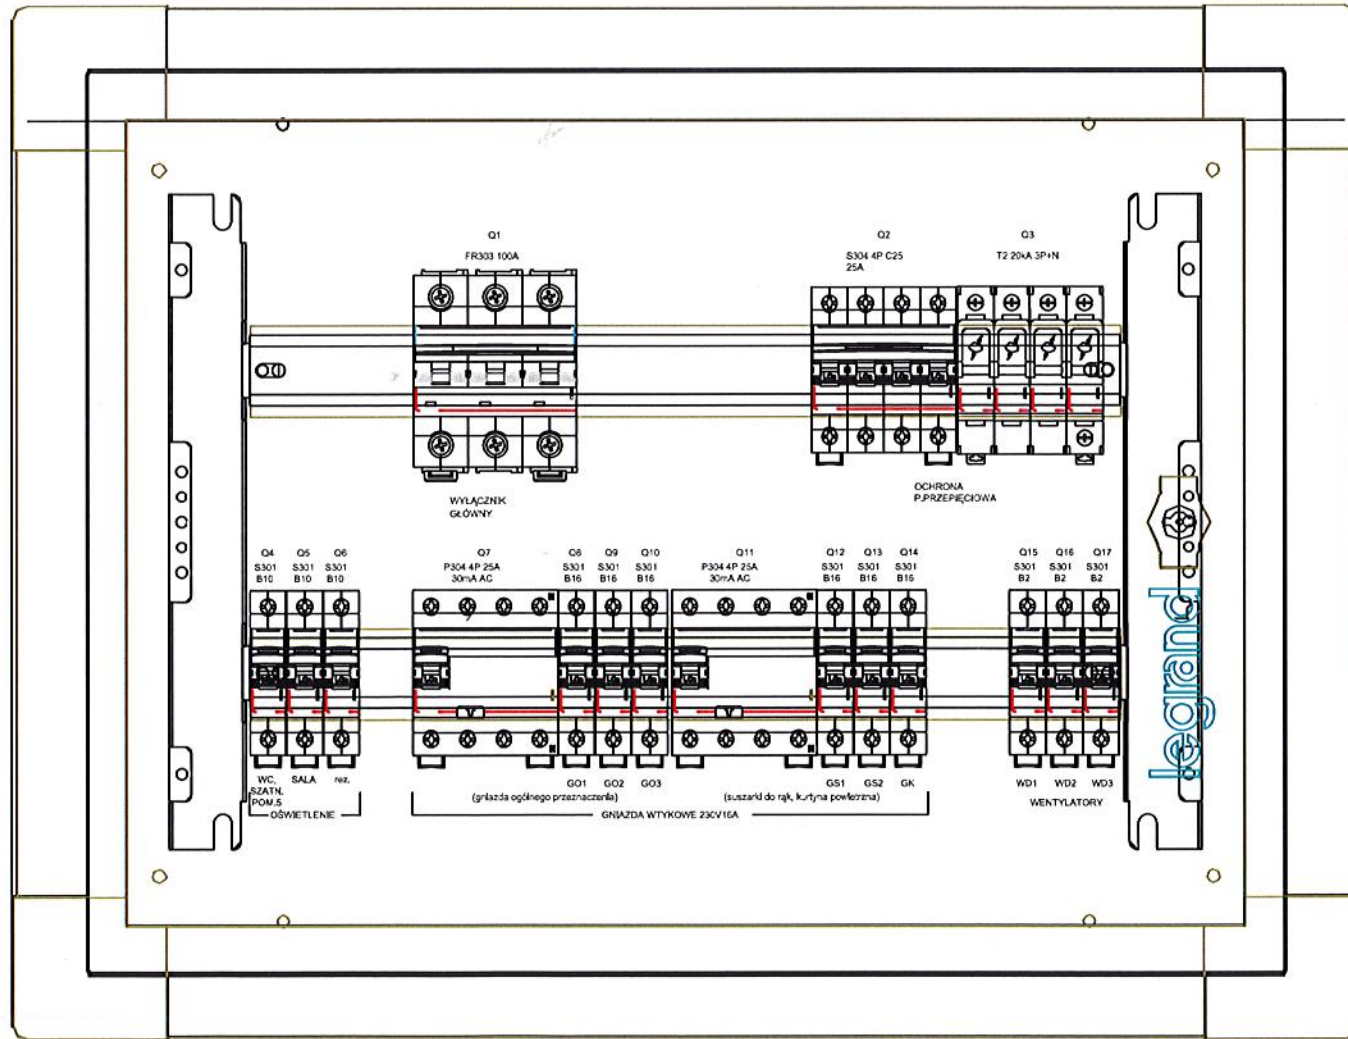 Q1
FR303 100A
Q2
S304 4P C25
25A
Q3
T2 20kA 3P+N
WYŁĄCZNIK
GŁÓWNY
OCHRONA
P.PRZEPIĘCIOWA
Q4
S301
B10
Q5
S301
B10
Q6
S301
B10
Q7
P304 4P 25A
30mA AC
Q8
S301
B16
Q9
S301
B16
Q10
S301
B16
Q11
P304 4P 25A
30mA AC
Q12
S301
B16
Q13
S301
B16
Q14
S301
B16
Q15
S301
B2
Q16
S301
B2
Q17
S301
B2
legrand
N
N
N
N
WC,
SZATN.
POM.5
SALA
rez.
OŚWIETLENIE
GO1
GO2
GO3
(gniazda ogólnego przeznaczenia)
GS1
GS2
GK
(suszarki do rąk, kurtyna powietrzna)
GNIAZDA WTYKOWE 230V16A
WD1
WD2
WD3
WENTYLATORY